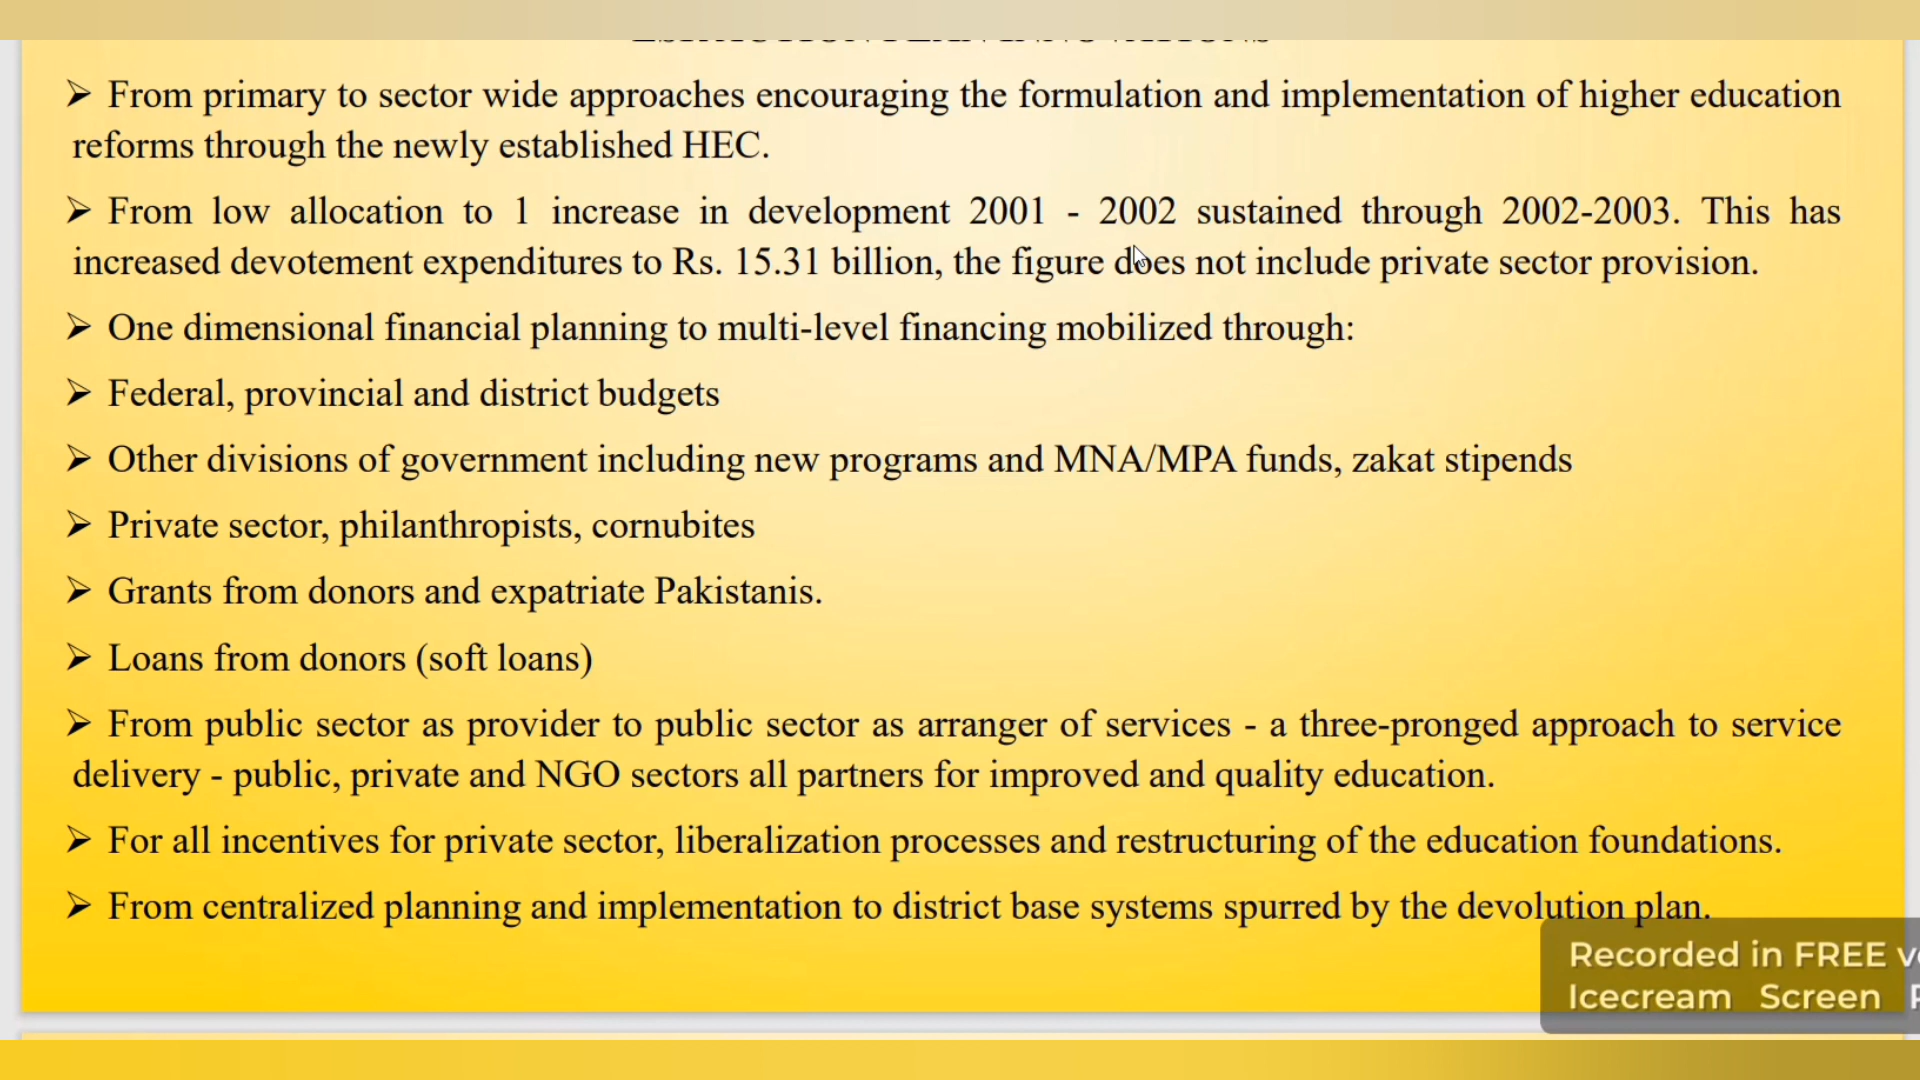 ➢ From primary to sector wide approaches encouraging the formulation and implementation of higher education
reforms through the newly established HEC.
➢ From low allocation to 1 increase in development 2001 - 2002 sustained through 2002-2003. This has
increased devotement expenditures to Rs. 15.31 billion, the figure does not include private sector provision.
➢ One dimensional financial planning to multi-level financing mobilized through:
➢ Federal, provincial and district budgets
➢ Other divisions of government including new programs and MNA/MPA funds, zakat stipends
➢ Private sector, philanthropists, cornubites
➢ Grants from donors and expatriate Pakistanis.
➢ Loans from donors (soft loans)
➢ From public sector as provider to public sector as arranger of services - a three-pronged approach to service
delivery - public, private and NGO sectors all partners for improved and quality education.
➢ For all incentives for private sector, liberalization processes and restructuring of the education foundations.
➢ From centralized planning and implementation to district base systems spurred by the devolution plan.
Recorded in FREE
Icecream Screen